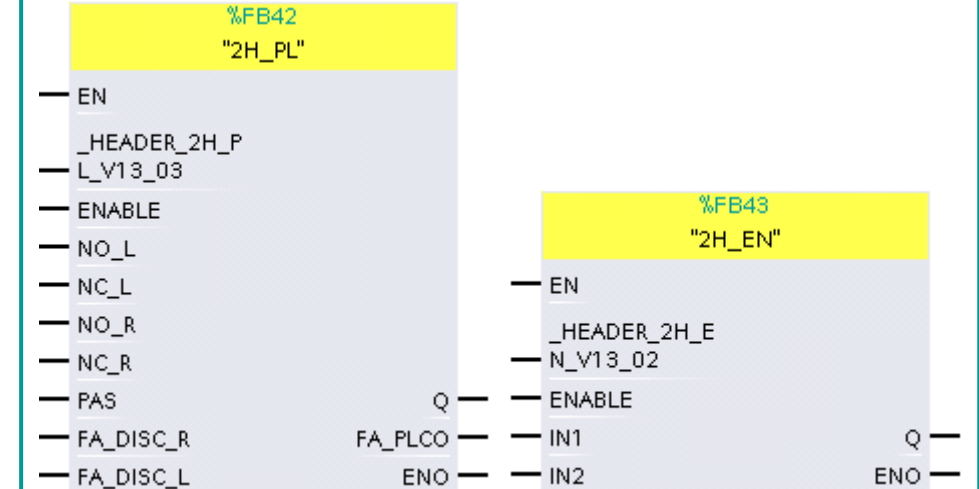 %FB42
"2H_PL"
EN
_HEADER_2H_P
L_V13_03
ENABLE
NO_L
NC_L
NO_R
NC_R
PAS Q
FA_DISC_R FA_PLCO
FA_DISC_L ENO
%FB43
"2H_EN"
EN
_HEADER_2H_E
N_V13_02
ENABLE
IN1 Q
IN2 ENO